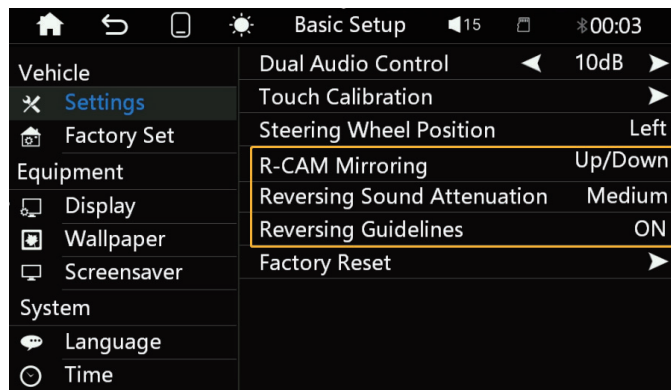 Basic Setup 15 00:03
Vehicle
Settings
Factory Set
Equipment
Display
Wallpaper
Screensaver
System
Language
Time
Dual Audio Control 10dB
Touch Calibration
Steering Wheel Position Left
R-CAM Mirroring Up/Down
Reversing Sound Attenuation Medium
Reversing Guidelines ON
Factory Reset